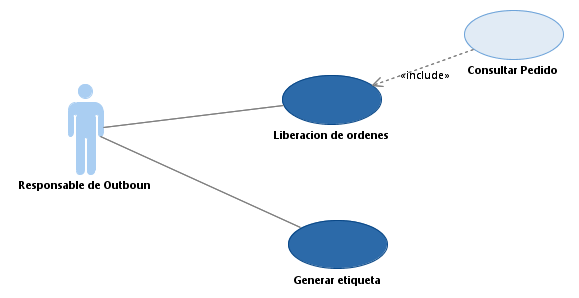 Consultar Pedido
«include»
Liberacion de ordenes
Responsable de Outboun
Generar etiqueta